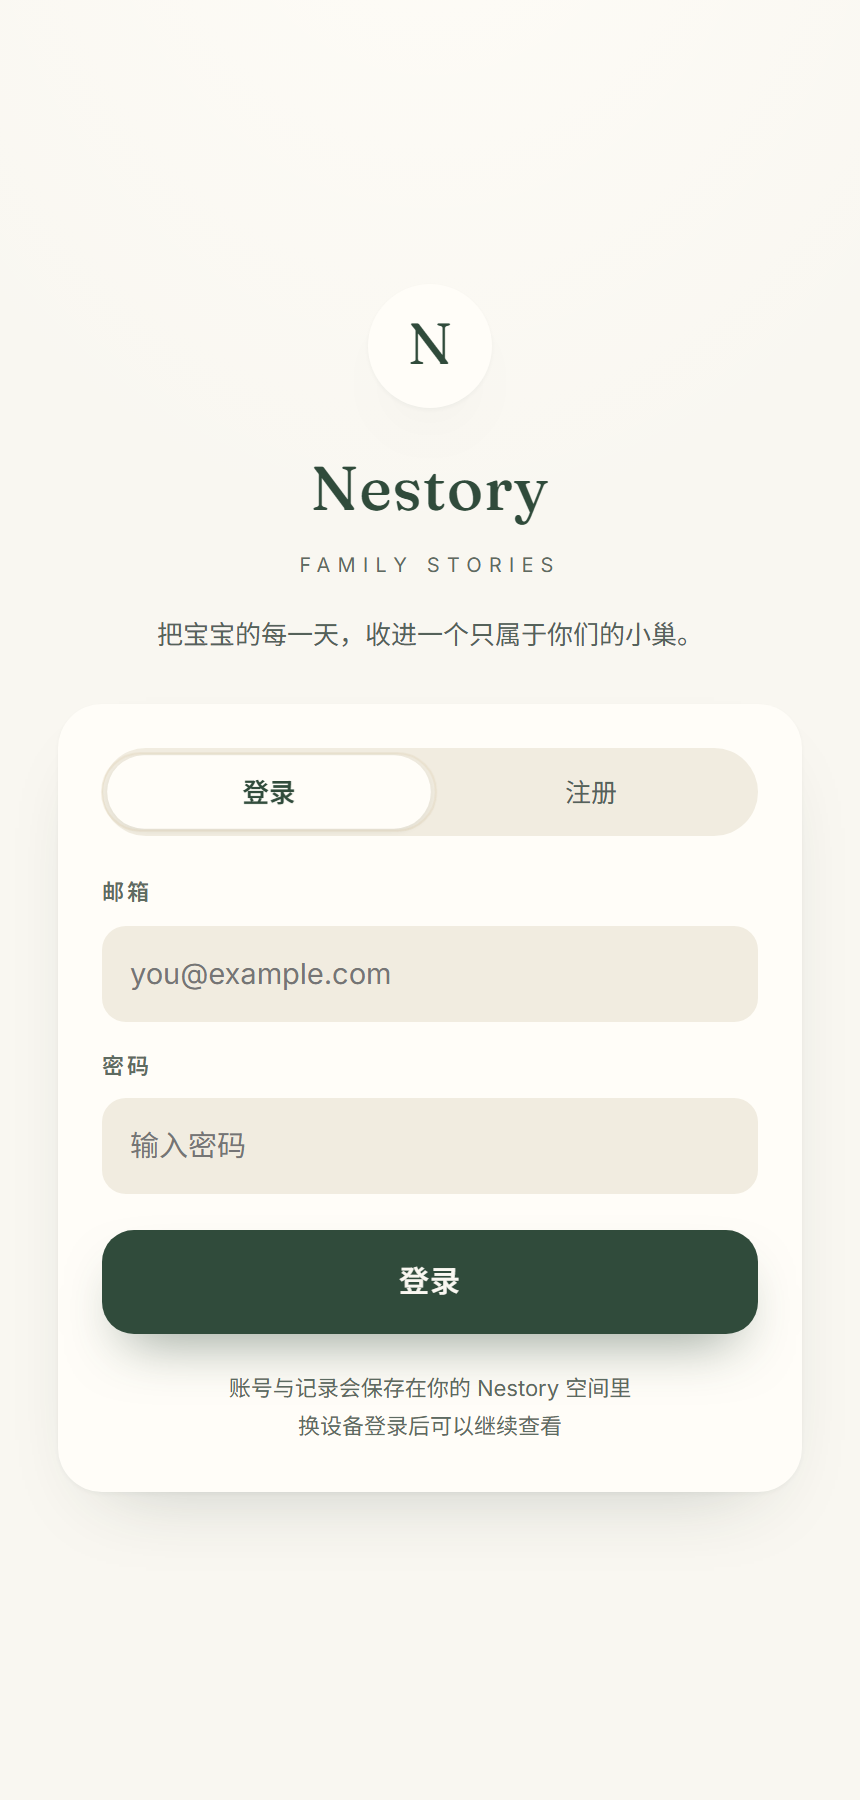 N
Nestory
FAMILY STORIES
把宝宝的每一天，收进一个只属于你们的小巢。
登录
注册
邮箱
you@example.com
密码
输入密码
登录
账号与记录会保存在你的 Nestory 空间里
换设备登录后可以继续查看